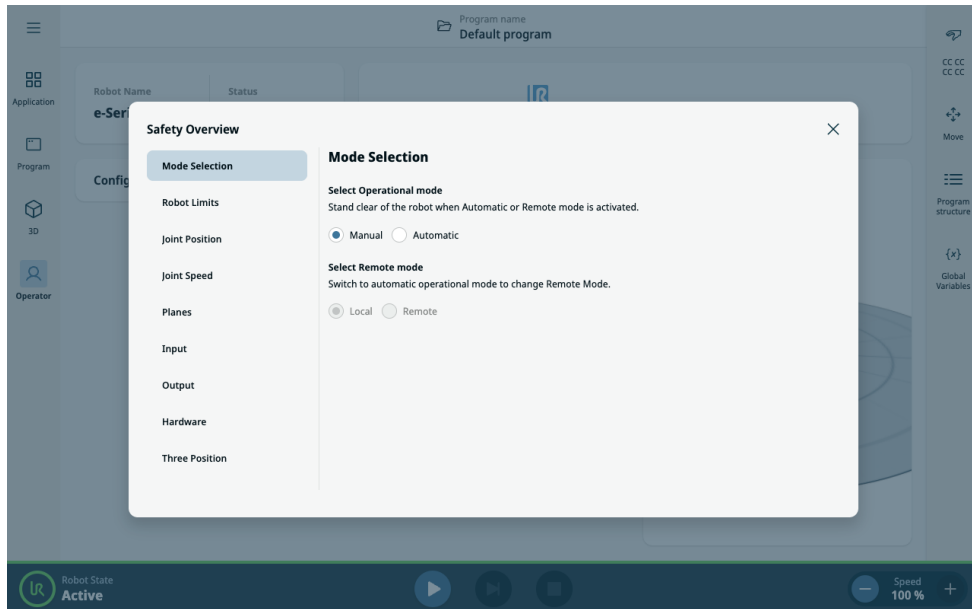 Program name
Default program
Application
Program
3D
Operator
Robot Name
Status
e-Seri
Config
Safety Overview
Mode Selection
Robot Limits
Joint Position
Joint Speed
Planes
Input
Output
Hardware
Three Position
Mode Selection
Select Operational mode
Stand clear of the robot when Automatic or Remote mode is activated.
Manual Automatic
Select Remote mode
Switch to automatic operational mode to change Remote Mode.
Local Remote
CC CC
CC CC
Move
Program
structure
{x}
Global
Variables
Robot State
Active
Speed
100 %